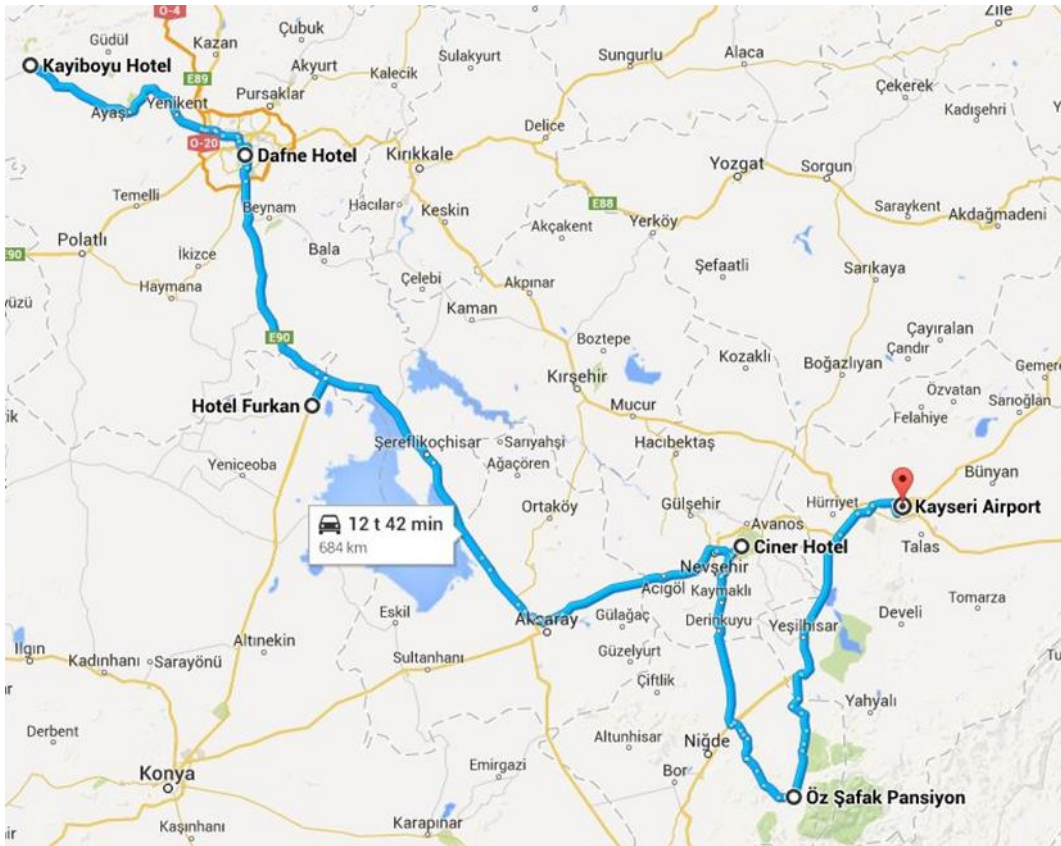 O-4
Zile
Güdül
Kazan
Çubuk
Sulakyurt
Sungurlu
Alaca
Kayiboyu Hotel
E89
Akyurt
Kalecik
Çekerek
Pursaklar
Kadışehri
Ayaş
Yenikent
Delice
O-20
Dafne Hotel
Kırıkkale
Yozgat
Sorgun
Temelli
Hacılar
Keskin
E88
Saraykent
Akdağmadeni
Beynam
Akçakent
Yerköy
Polatlı
İkizce
Bala
E90
Çelebi
Akpınar
Şefaatli
Sarıkaya
Haymana
Kaman
E90
Boztepe
Kozaklı
Boğazlıyan
Çayıralan
Çandır
Kırşehir
Özvatan
Hotel Furkan
Mucur
Felahiye
Sarıoğlan
Şereflikoçhisar
Sarıyahşi
Hacıbektaş
Yeniceoba
Ağaçören
Bünyan
12 t 42 min
684 km
Ortaköy
Gülşehir
Avanos
Hürriyet
Kayseri Airport
Talas
Ciner Hotel
Nevşehir
Acıgöl
Kaymaklı
Eskil
Gülağaç
Derinkuyu
Yeşilhisar
Develi
Tomarza
Aksaray
Altınekin
Ilgın
Kadınhanı
Sarayönü
Sultanhanı
Güzelyurt
Çiftlik
Yahyalı
Derbent
Altunhisar
Niğde
Konya
Emirgazi
Bor
Öz Şafak Pansiyon
Kaşınhanı
Karapınar